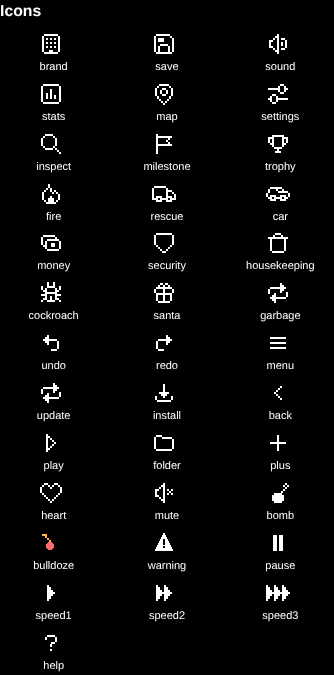 Icons
brand save sound
stats map settings
inspect milestone trophy
fire rescue car
money security housekeeping
cockroach santa garbage
undo redo menu
update install back
play folder plus
heart mute bomb
bulldoze warning pause
speed1 speed2 speed3
help